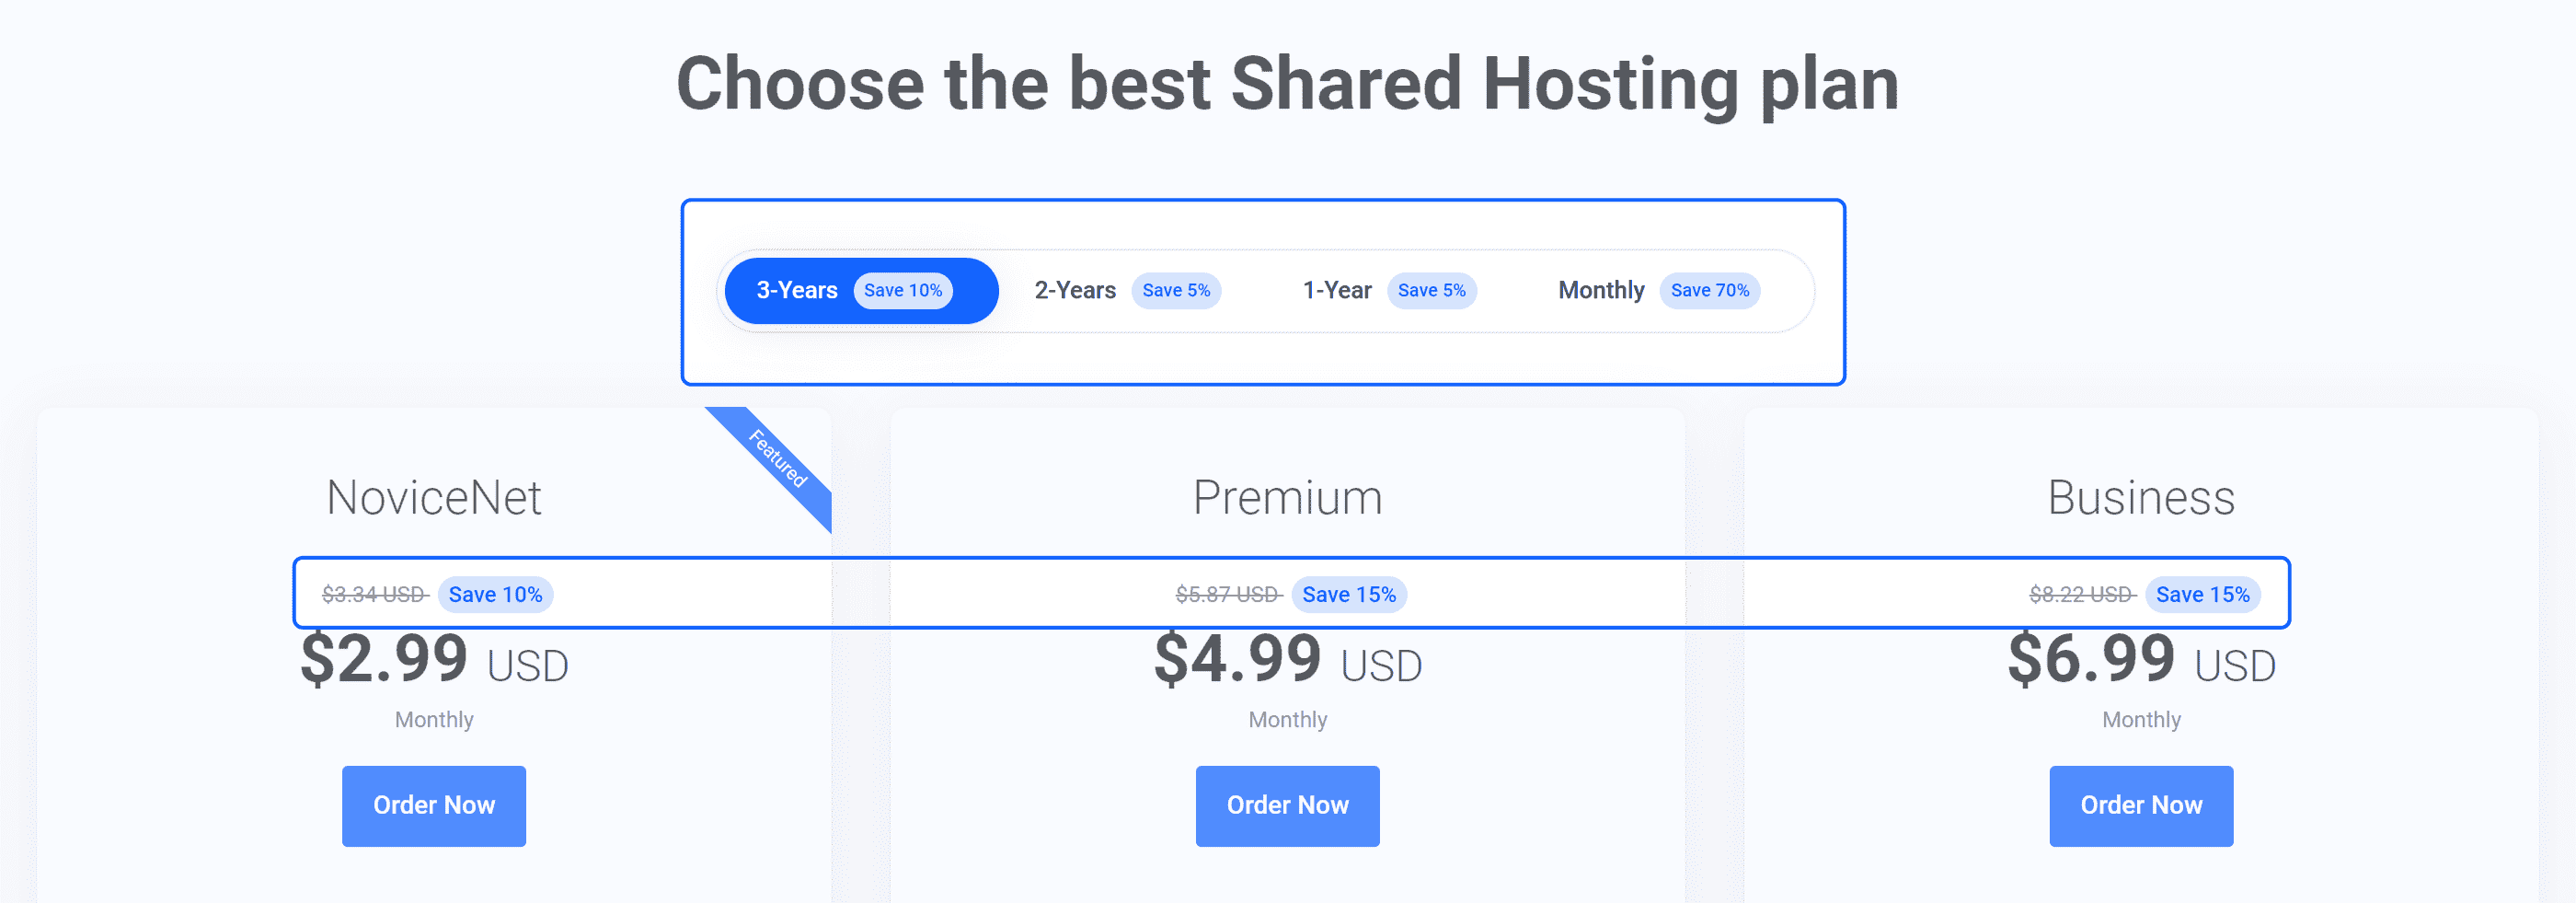 Choose the best Shared Hosting plan
3-Years Save 10% 2-Years Save 5% 1-Year Save 5% Monthly Save 70%
Featured
NoviceNet
$3.34 USD Save 10%
$2.99 USD
Monthly
Order Now
Premium
$5.87 USD Save 15%
$4.99 USD
Monthly
Order Now
Business
$8.22 USD Save 15%
$6.99 USD
Monthly
Order Now